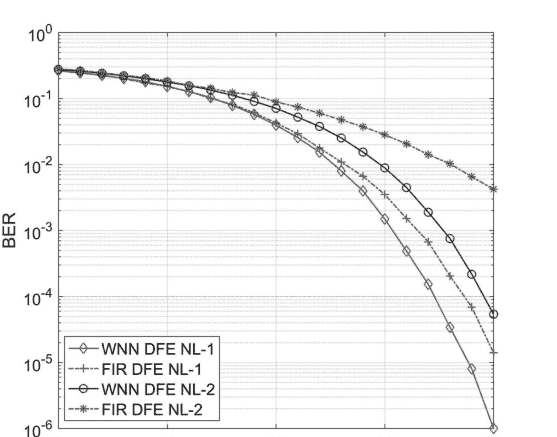 10^0
10^-1
10^-2
10^-3
10^-4
10^-5
10^-6
BER
WNN DFE NL-1
FIR DFE NL-1
WNN DFE NL-2
FIR DFE NL-2